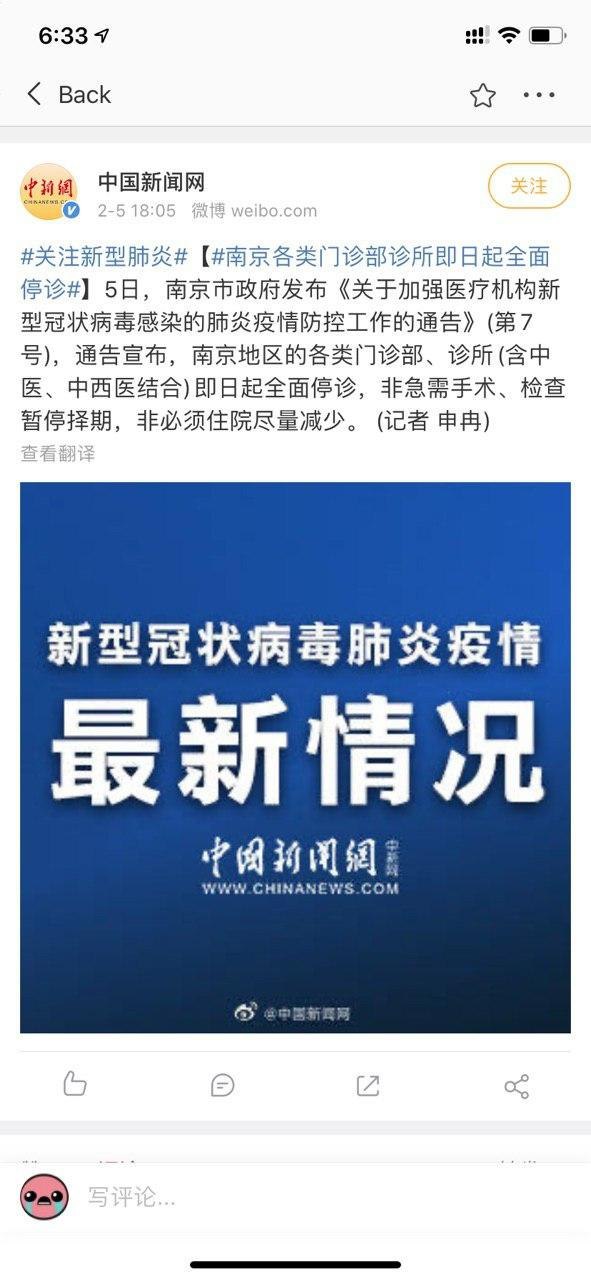 6:33
Back
中新網
CHINANEWS.C
中国新闻网
2-5 18:05 微博 weibo.com
关注
#关注新型肺炎#【#南京各类门诊部诊所即日起全面
停诊#】5日，南京市政府发布《关于加强医疗机构新
型冠状病毒感染的肺炎疫情防控工作的通告》(第7
号)，通告宣布，南京地区的各类门诊部、诊所(含中
医、中西医结合)即日起全面停诊，非急需手术、检查
暂停择期，非必须住院尽量减少。 (记者 申冉)
查看翻译
新型冠状病毒肺炎疫情
最新情况
中国新闻網
中新网
WWW.CHINANEWS.COM
@中国新闻网
写评论...